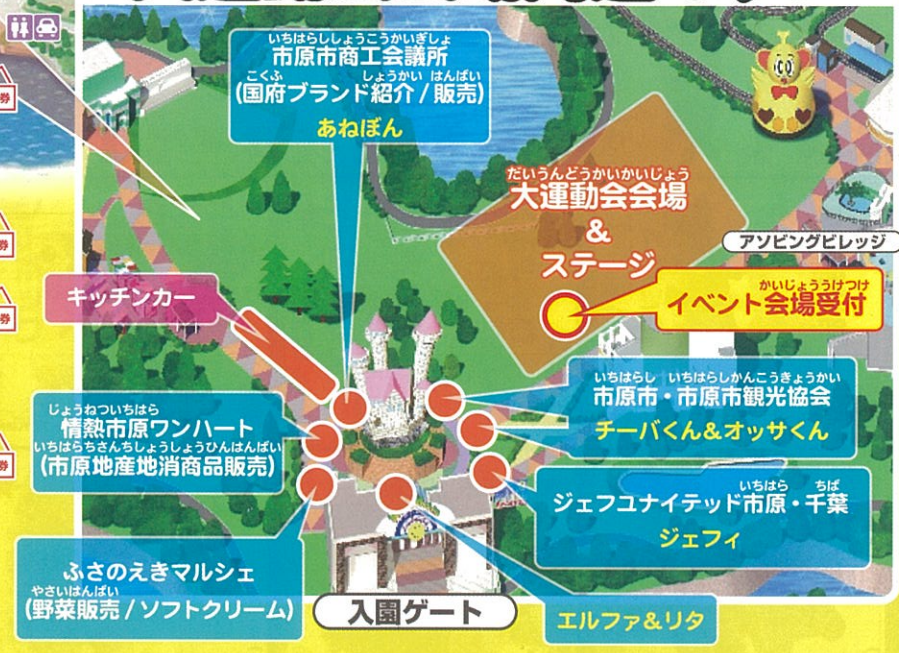 いちはらししょうこうかいぎしょ
市原市商工会議所
こくふ しょうかい はんばい
(国府ブランド紹介/販売)
あねぼん
だいうんどうかいかいじょう
大運動会会場
&
ステージ
アソビングビレッジ
かいじょううけつけ
イベント会場受付
キッチンカー
いちはらし いちはらしかんこうきょうかい
市原市・市原市観光協会
チーバくん&オッサくん
じょうねついちはら
情熱市原ワンハート
いちはらちさんちしょうしょうひんはんばい
(市原地産地消商品販売)
いちはら ちば
ジェフユナイテッド市原・千葉
ジェフィ
ふさのえきマルシェ
やさいはんばい
(野菜販売/ソフトクリーム)
入園ゲート
エルファ&リタ
券
券
券
券